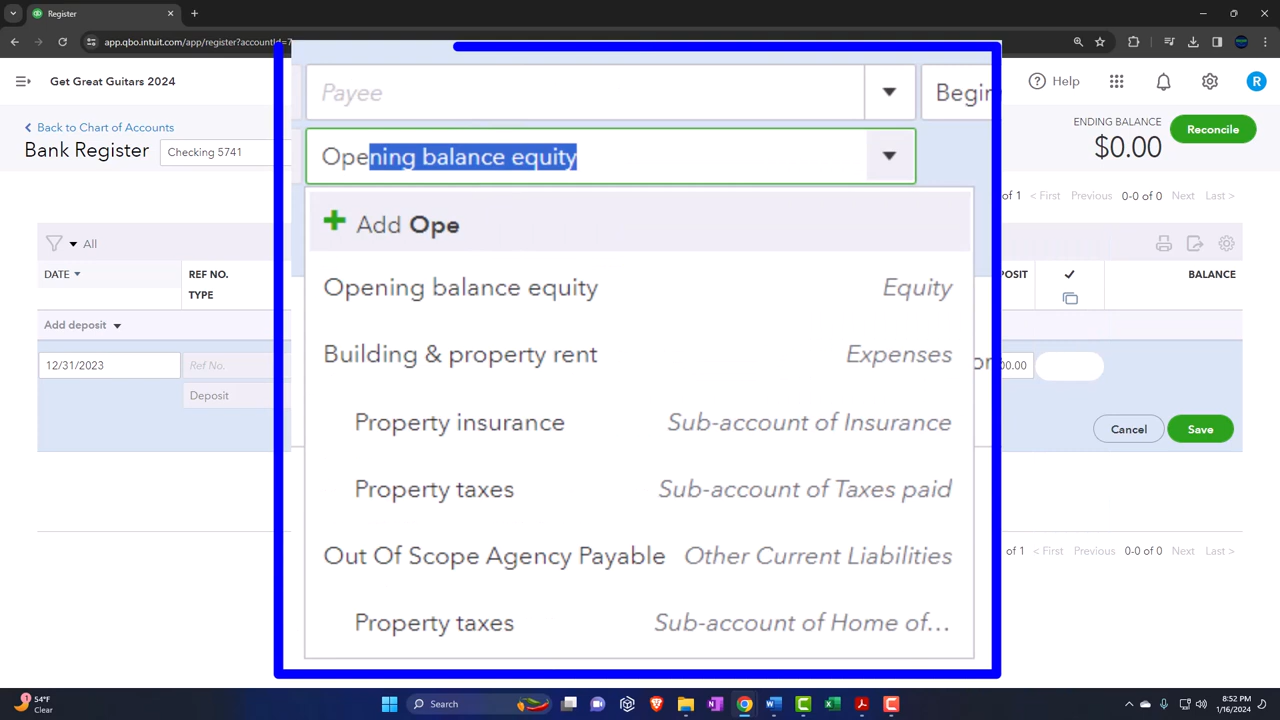 Register
app.qbo.intuit.com/app/register?accountId=7
Get Great Guitars 2024
Help
R
Back to Chart of Accounts
Bank Register
Checking 5741
ENDING BALANCE
$0.00
Reconcile
of 1 < First Previous 0-0 of 0 Next Last >
All
DATE
REF NO.
TYPE
BALANCE
Add deposit
12/31/2023
Ref No.
Deposit
00.00
Cancel
Save
Payee
Begin
Opening balance equity
Add Ope
Opening balance equity Equity
Building & property rent Expenses
Property insurance Sub-account of Insurance
Property taxes Sub-account of Taxes paid
Out Of Scope Agency Payable Other Current Liabilities
Property taxes Sub-account of Home of...
of 1 < First Previous 0-0 of 0 Next Last >
1
54°F
Clear
Search
8:52 PM
1/16/2024